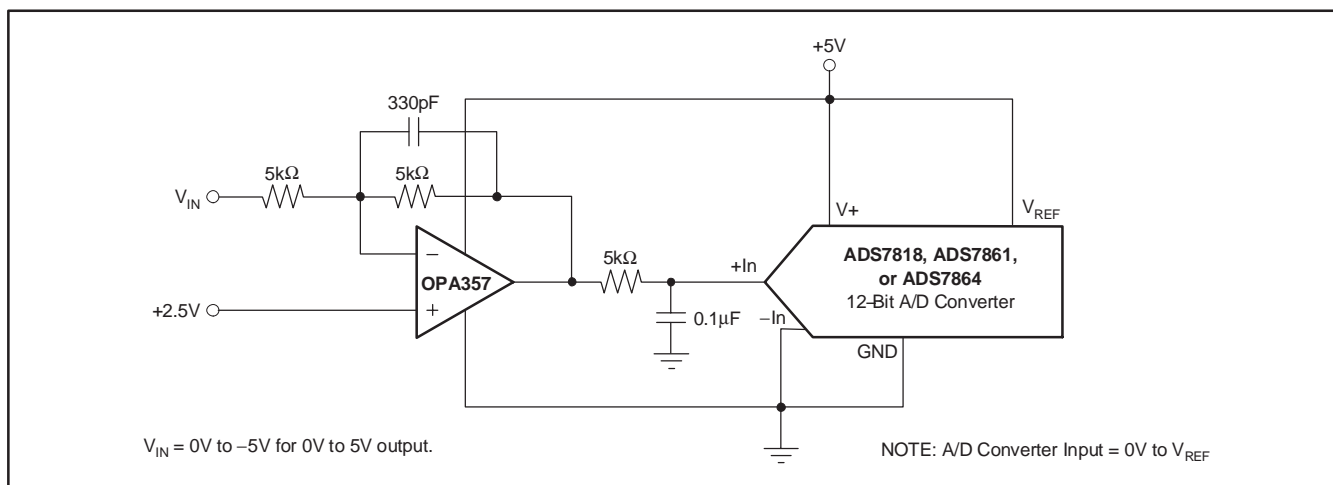 +5V
330pF
5kΩ
5kΩ
V_IN
V+
V_REF
−
OPA357
+
+2.5V
5kΩ
0.1μF
+In
−In
ADS7818, ADS7861,
or ADS7864
12–Bit A/D Converter
GND
V_IN = 0V to −5V for 0V to 5V output.
NOTE: A/D Converter Input = 0V to V_REF